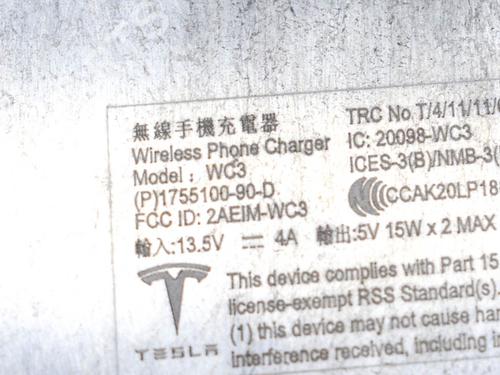 無線手機充電器
Wireless Phone Charger
Model：WC3
(P)1755100-90-D
FCC ID: 2AEIM-WC3
TRC No.T/4/11/11/
IC: 20098-WC3
ICES-3(B)/NMB-3(
CCAK20LP18
輸入:13.5V ⎓ 4A 輸出:5V 15W x 2 MAX
TESLA
This device complies with Part 15
license-exempt RSS Standard(s).
(1) this device may not cause
interference received, including